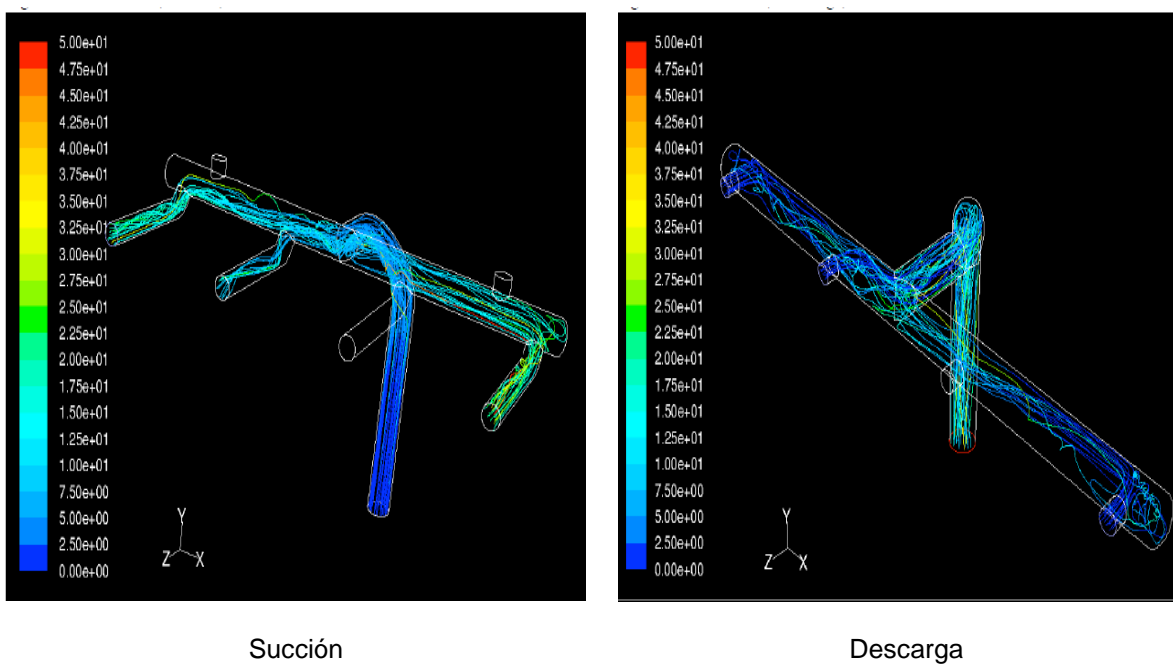 5.00e+01
4.75e+01
4.50e+01
4.25e+01
4.00e+01
3.75e+01
3.50e+01
3.25e+01
3.00e+01
2.75e+01
2.50e+01
2.25e+01
2.00e+01
1.75e+01
1.50e+01
1.25e+01
1.00e+01
7.50e+00
5.00e+00
2.50e+00
0.00e+00
Y
Z X
5.00e+01
4.75e+01
4.50e+01
4.25e+01
4.00e+01
3.75e+01
3.50e+01
3.25e+01
3.00e+01
2.75e+01
2.50e+01
2.25e+01
2.00e+01
1.75e+01
1.50e+01
1.25e+01
1.00e+01
7.50e+00
5.00e+00
2.50e+00
0.00e+00
Y
Z X
Succión
Descarga